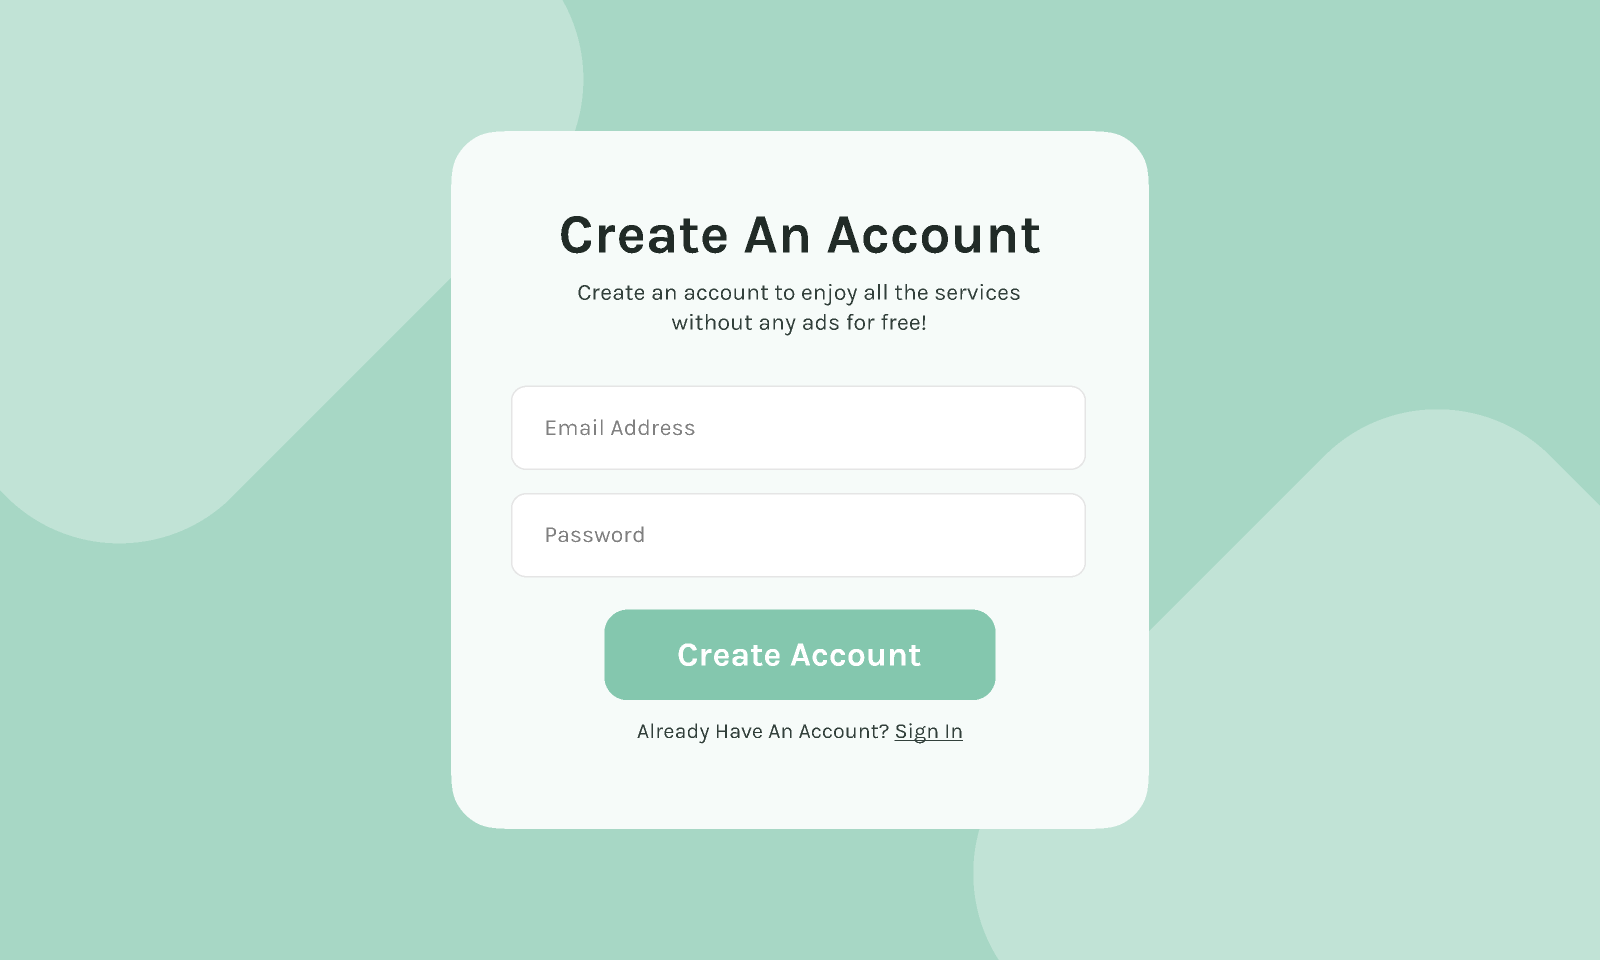 Create An Account
Create an account to enjoy all the services
without any ads for free!
Email Address
Password
Create Account
Already Have An Account? Sign In